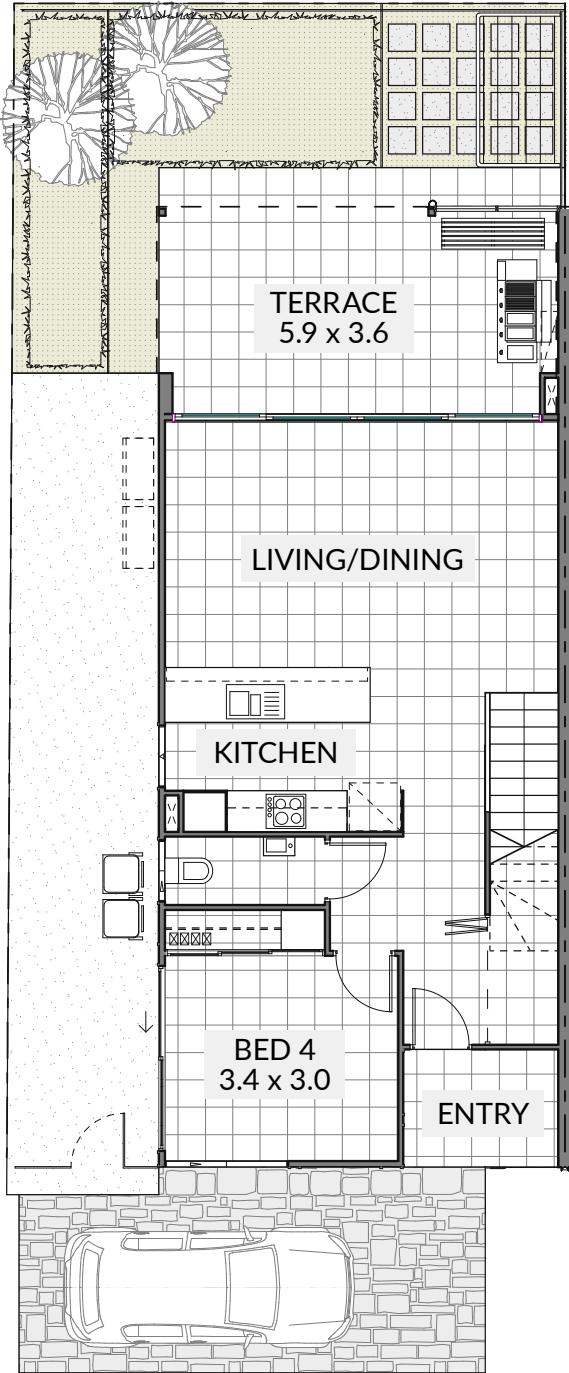 TERRACE
5.9 x 3.6
LIVING/DINING
KITCHEN
BED 4
3.4 x 3.0
ENTRY